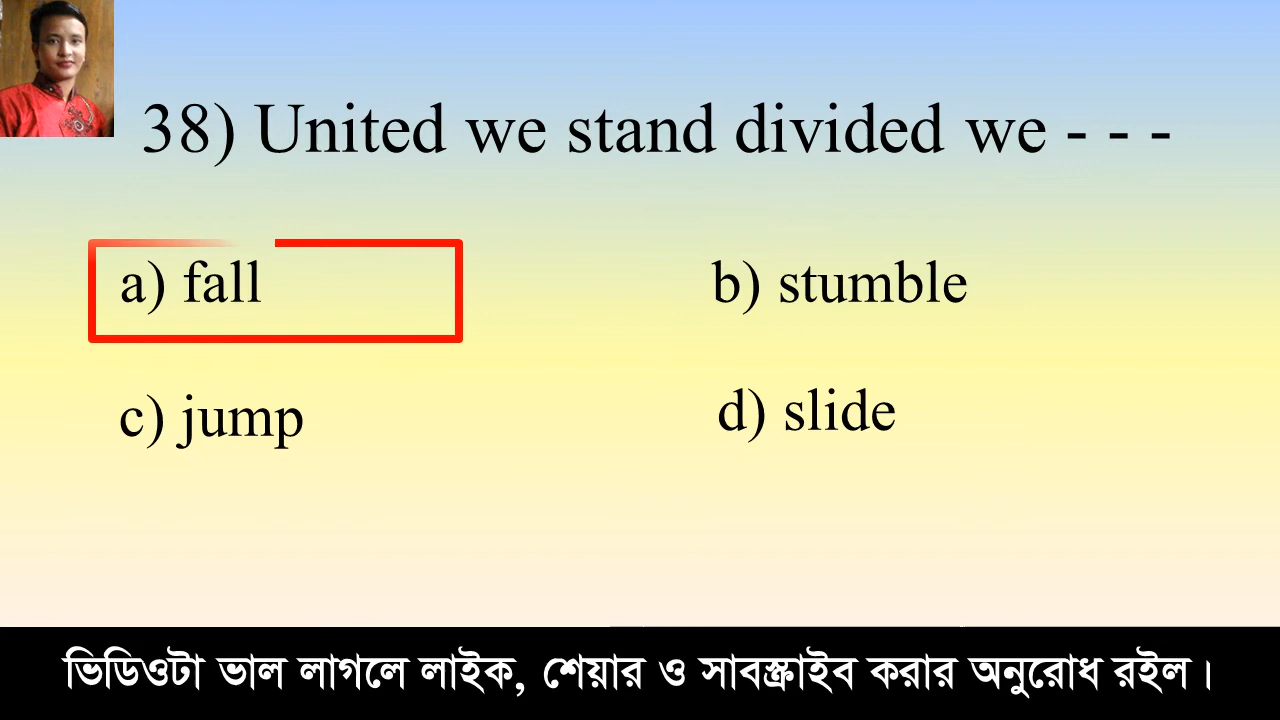 38) United we stand divided we - - -
a) fall b) stumble
c) jump d) slide
ভিডিওটা ভাল লাগলে লাইক, শেয়ার ও সাবস্ক্রাইব করার অনুরোধ রইল।